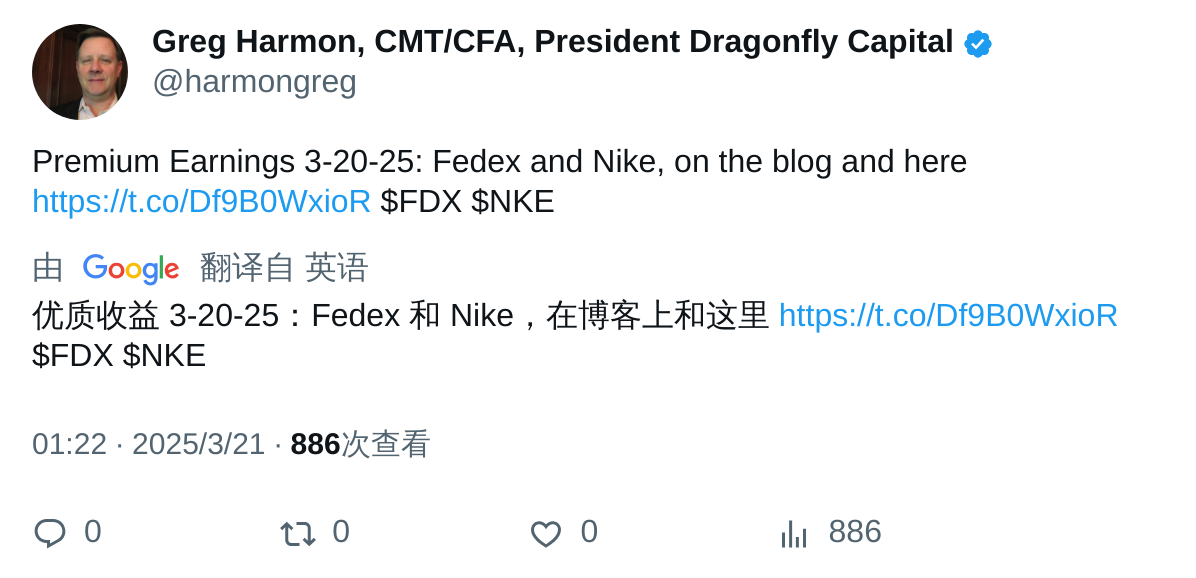 Greg Harmon, CMT/CFA, President Dragonfly Capital
@harmongreg
Premium Earnings 3-20-25: Fedex and Nike, on the blog and here
https://t.co/Df9B0WxioR $FDX $NKE
由 Google 翻译自 英语
优质收益 3-20-25：Fedex 和 Nike，在博客上和这里 https://t.co/Df9B0WxioR
$FDX $NKE
01:22 · 2025/3/21 · 886次查看
0 0 0 886